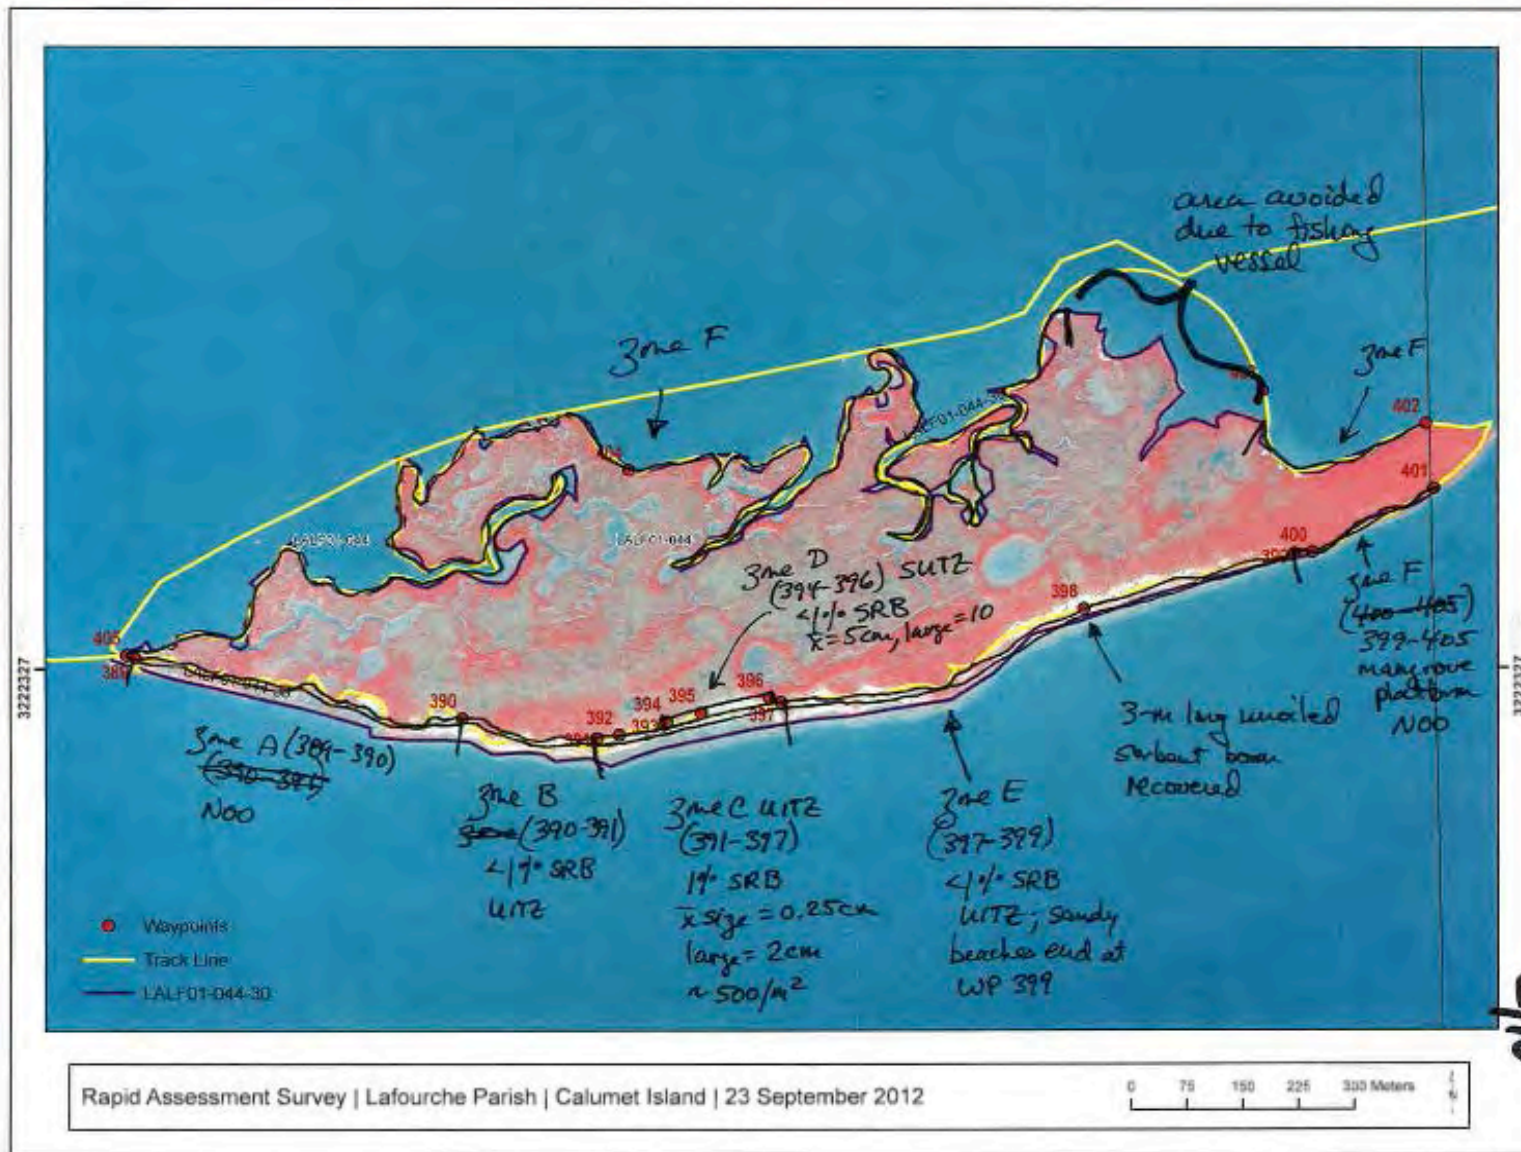 area avoided
due to fishing
vessel
Zone F
Zone F
402
401
LALF01-044
LALF01-044
400
398
Zone D
(394-396) SUTZ
<1% SRB
x̄=5cm, large=10
Zone F
(400-405)
399-405
mangrove
platform
NOO
405
389
390
392
393
394
395
396
397
3222327
Zone A (389-390)
NOO
Zone B
(390-391)
<1% SRB
UITZ
Zone C UITZ
(391-397)
1% SRB
x̄ size = 0.25cm
large = 2cm
~ 500/m²
Zone E
(397-399)
<1% SRB
UITZ; sandy
beaches end at
WP 399
3-m long unoiled
sorbent boom
recovered
Waypoints
Track Line
LALF01-044-30
Rapid Assessment Survey | Lafourche Parish | Calumet Island | 23 September 2012
0 75 150 225 300 Meters
N